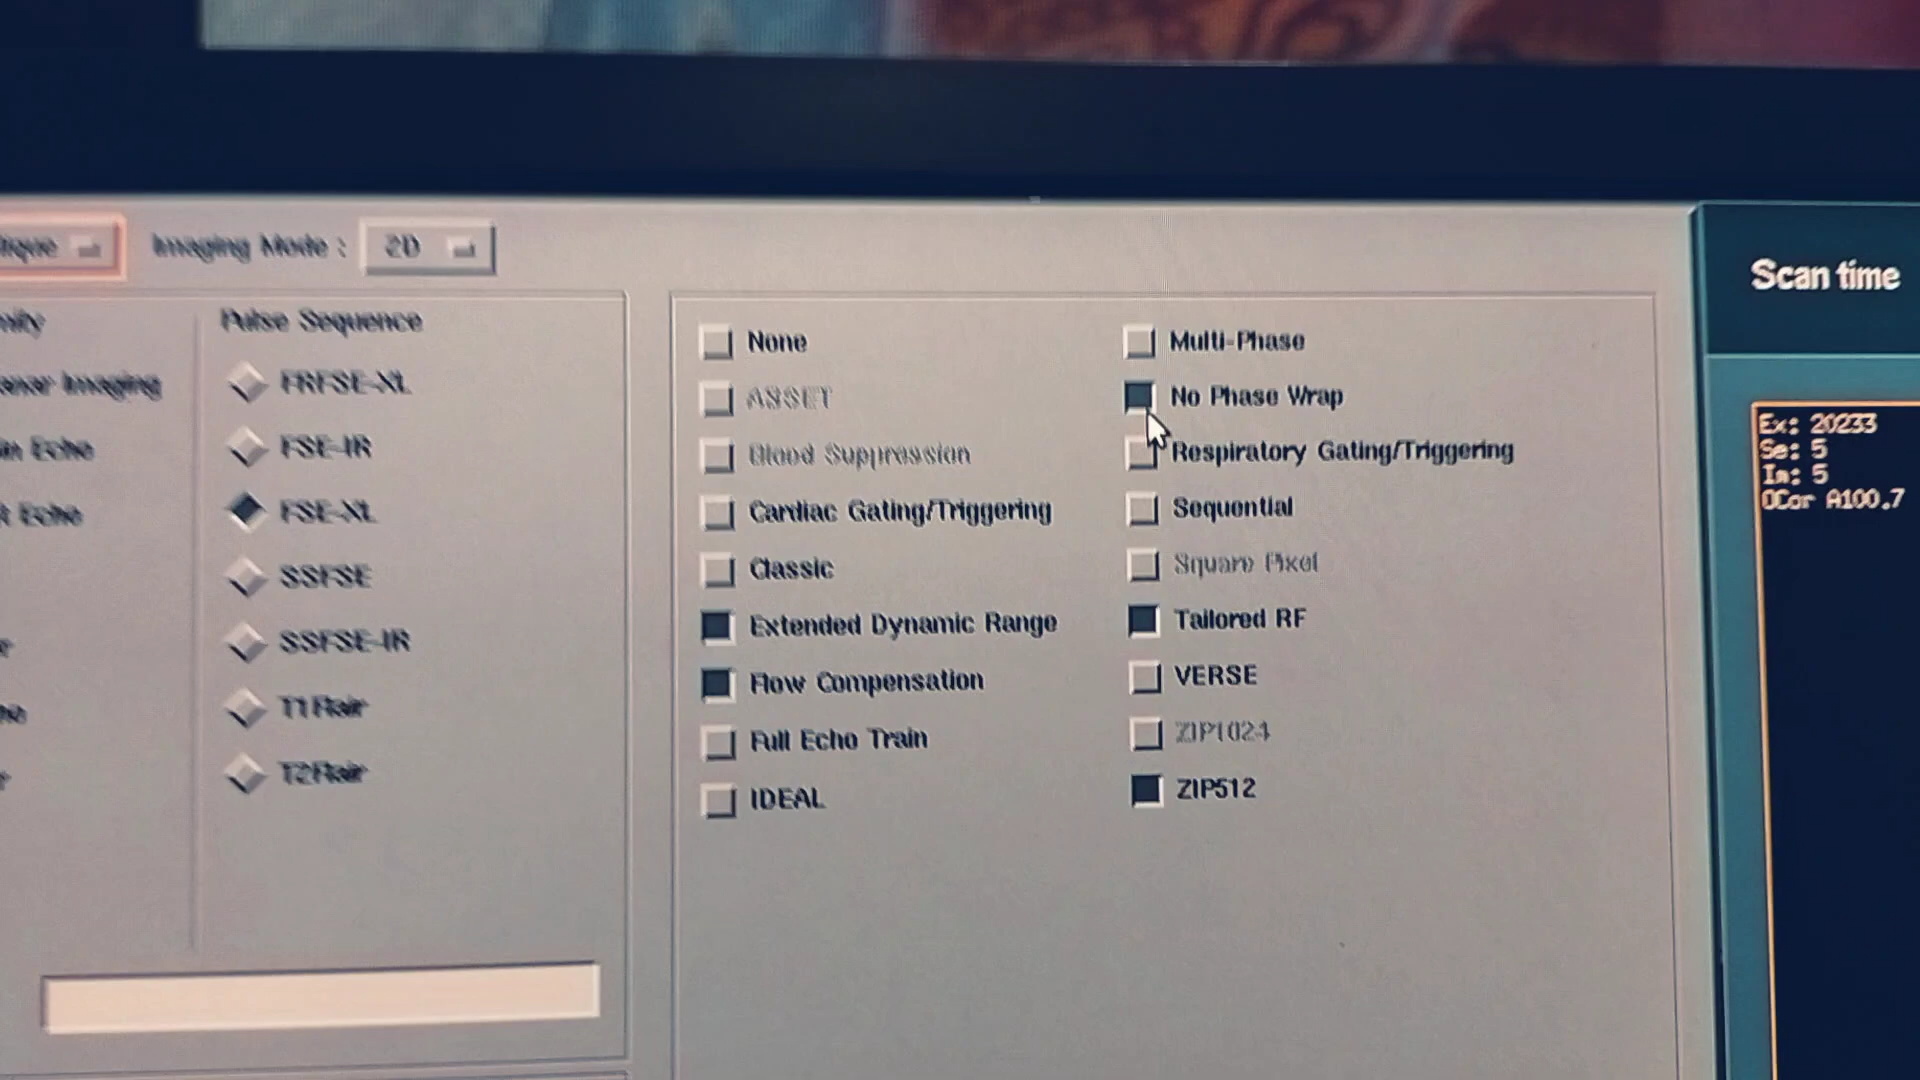 Imaging Mode : 2D
Pulse Sequence
FRFSE-XL
FSE-IR
FSE-XL
SSFSE
SSFSE-IR
T1Flair
T2Flair
Echo
Echo
Imaging
None
ASSET
Blood Suppression
Cardiac Gating/Triggering
Classic
Extended Dynamic Range
Flow Compensation
Full Echo Train
IDEAL
Multi-Phase
No Phase Wrap
Respiratory Gating/Triggering
Sequential
Square Pixel
Tailored RF
VERSE
ZIP1024
ZIP512
Scan time
Ex: 20233
Se: 5
Im: 5
OCor A100.7